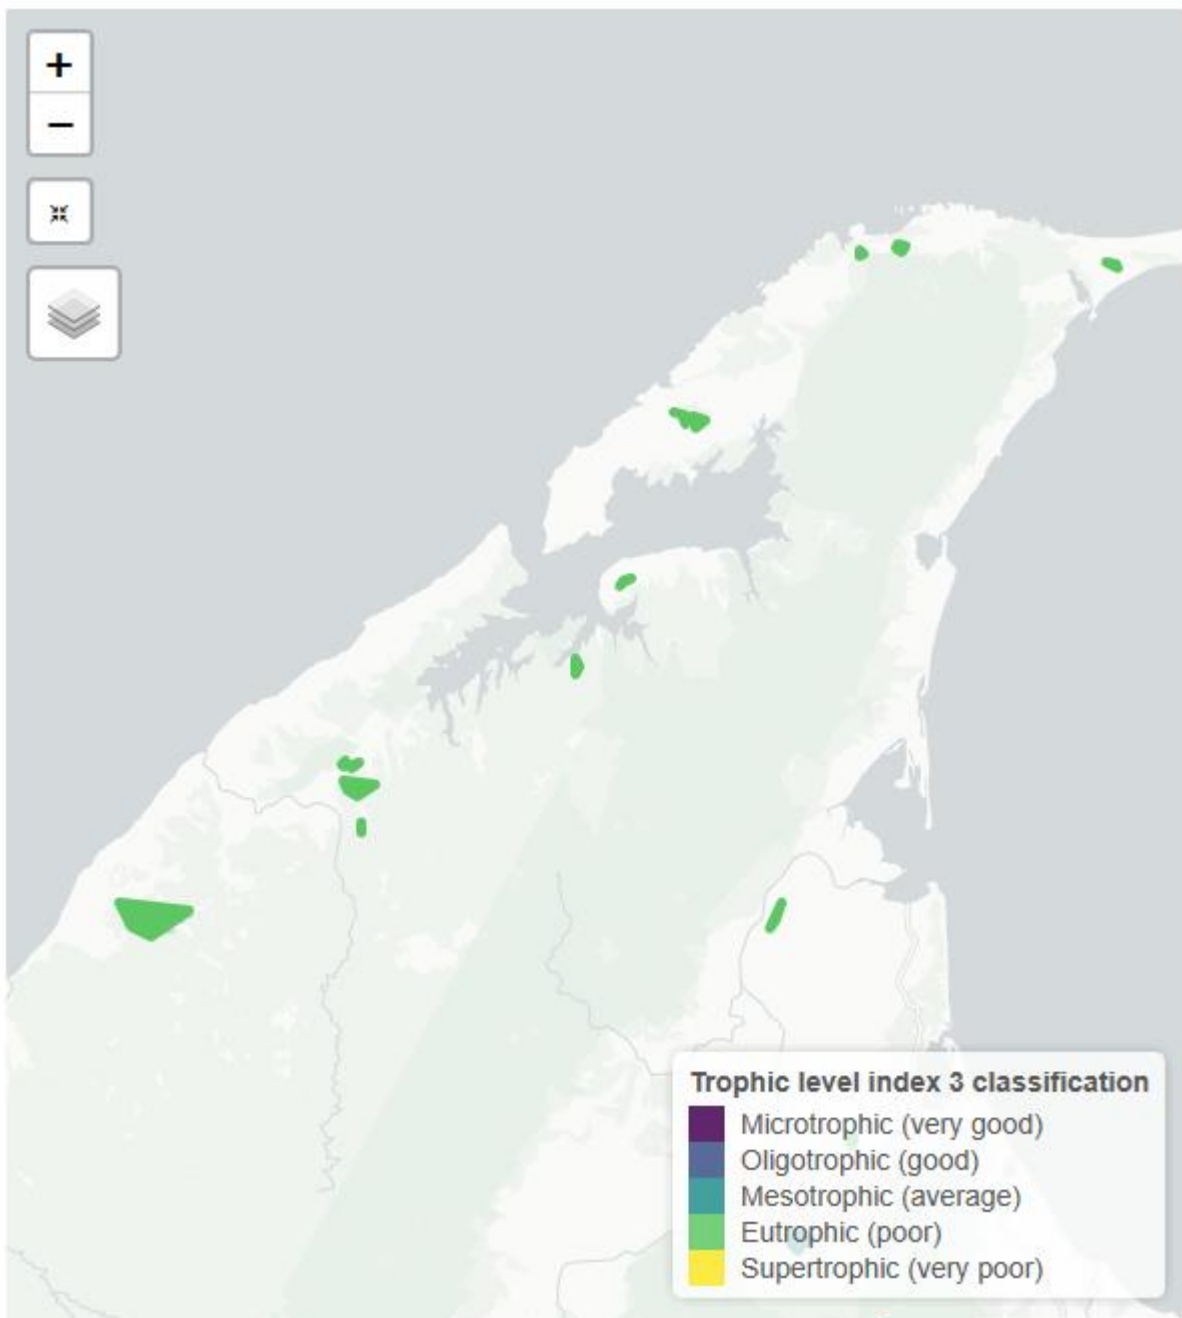 +
−
Trophic level index 3 classification
Microtrophic (very good)
Oligotrophic (good)
Mesotrophic (average)
Eutrophic (poor)
Supertrophic (very poor)